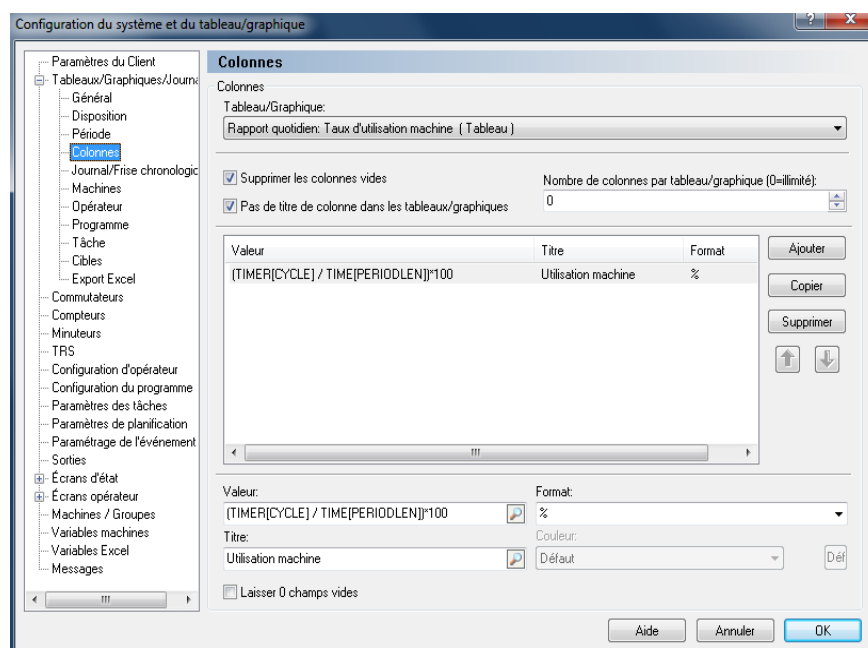 Configuration du système et du tableau/graphique
Paramètres du Client
Tableaux/Graphiques/Journa
Général
Disposition
Période
Colonnes
Journal/Frise chronologic
Machines
Opérateur
Programme
Tâche
Cibles
Export Excel
Commutateurs
Compteurs
Minuteurs
TRS
Configuration d'opérateur
Configuration du programme
Paramètres des tâches
Paramètres de planification
Paramétrage de l'événement
Sorties
Écrans d'état
Écrans opérateur
Machines / Groupes
Variables machines
Variables Excel
Messages
Colonnes
Colonnes
Tableau/Graphique:
Rapport quotidien: Taux d'utilisation machine ( Tableau )
Supprimer les colonnes vides
Pas de titre de colonne dans les tableaux/graphiques
Nombre de colonnes par tableau/graphique (0=illimité):
0
Valeur Titre Format
(TIMER[CYCLE] / TIME[PERIODLEN])*100 Utilisation machine %
Ajouter
Copier
Supprimer
Valeur:
(TIMER[CYCLE] / TIME[PERIODLEN])*100
Format:
%
Titre:
Utilisation machine
Couleur:
Défaut
Déf
Laisser 0 champs vides
Aide Annuler OK